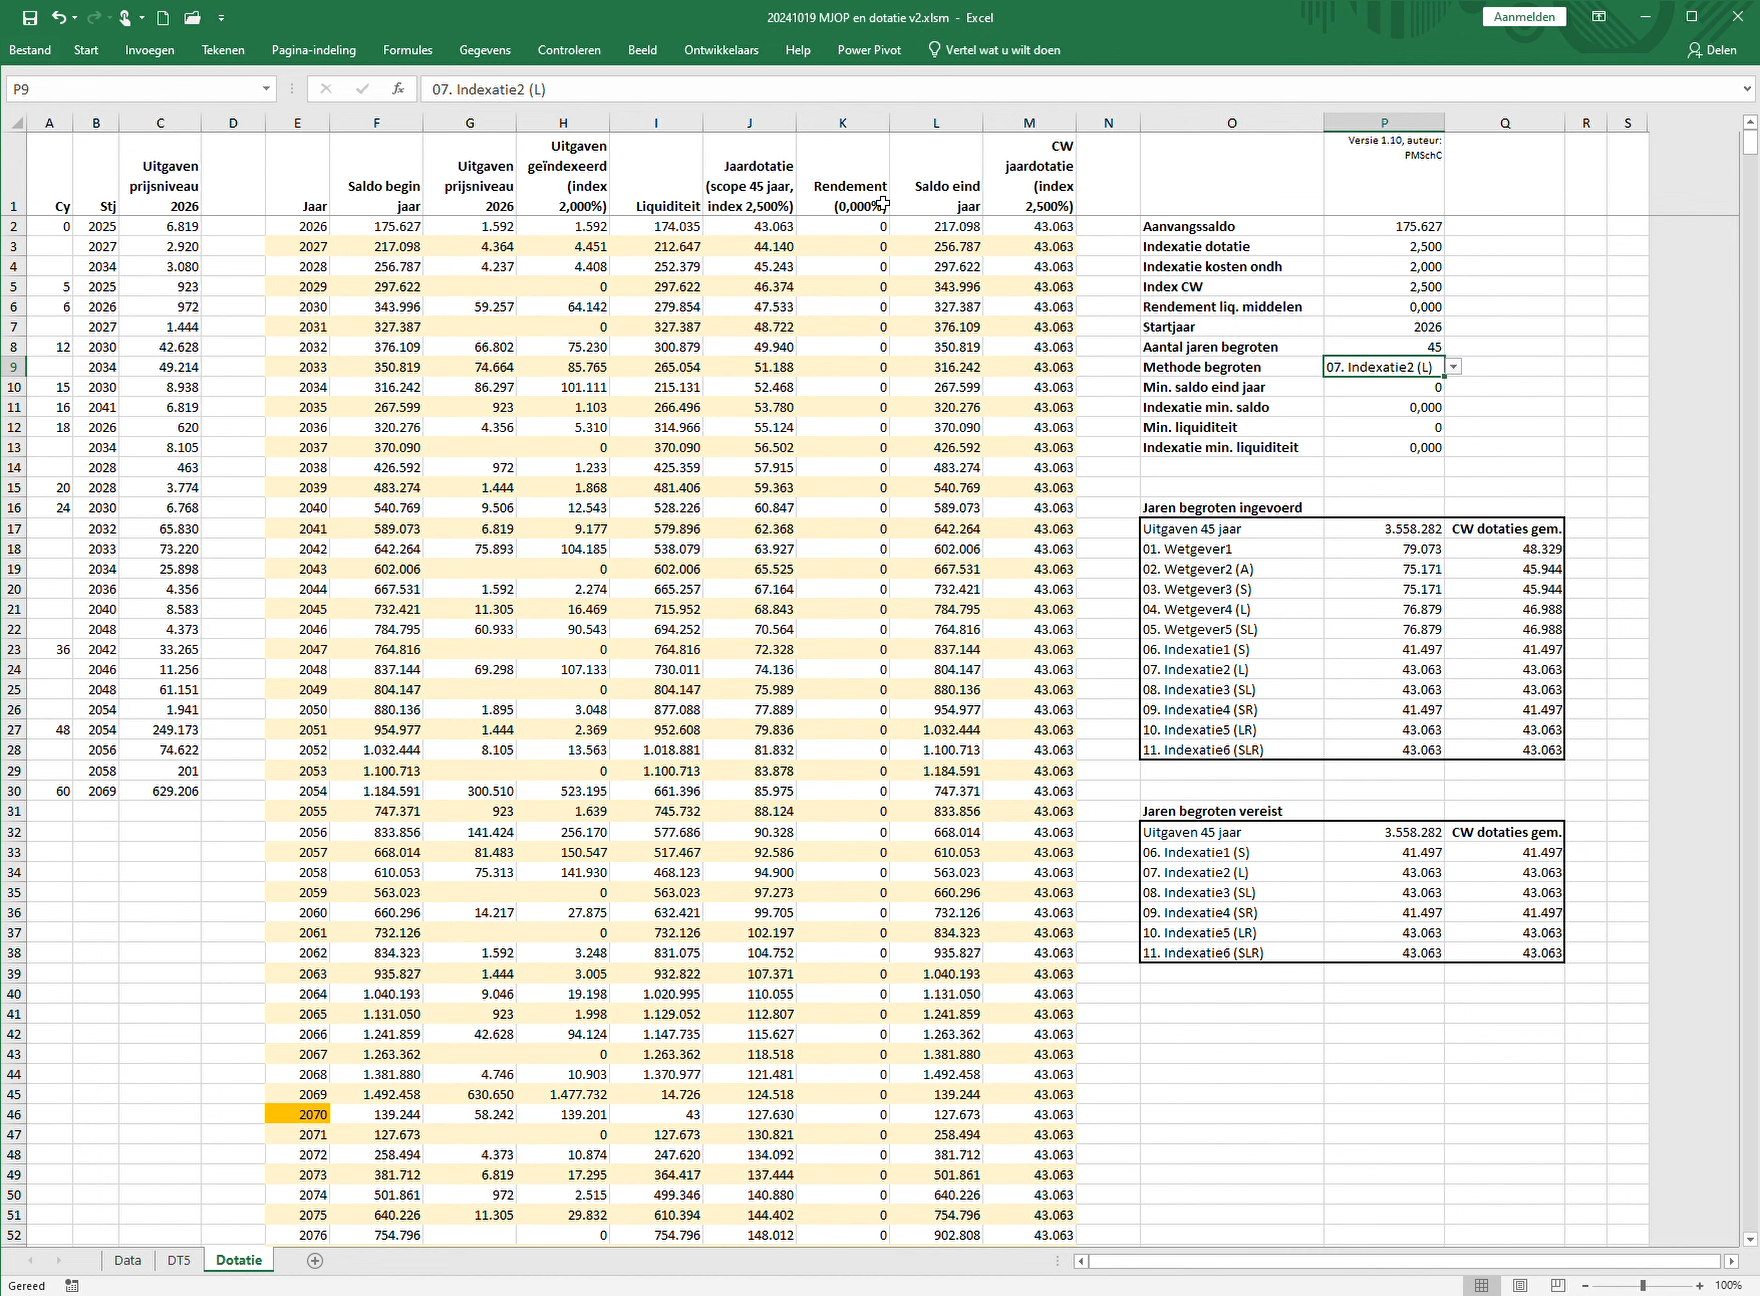 20241019 MJOP en dotatie v2.xlsm - Excel
Aanmelden
Bestand Start Invoegen Tekenen Pagina-indeling Formules Gegevens Controleren Beeld Ontwikkelaars Help Power Pivot Vertel wat u wilt doen Delen
P9 fx 07. Indexatie2 (L)
A B C D E F G H I J K L M N O P Q R S
Versie 1.10, auteur:
PMSchC
1 Cy Stj Uitgaven prijsniveau 2026 Jaar Saldo begin jaar Uitgaven prijsniveau 2026 Uitgaven geïndexeerd (index 2,000%) Liquiditeit Jaardotatie (scope 45 jaar, index 2,500%) Rendement (0,000%) Saldo eind jaar CW jaardotatie (index 2,500%)
2 0 2025 6.819 2026 175.627 1.592 1.592 174.035 43.063 0 217.098 43.063 Aanvangssaldo 175.627
3 2027 2.920 2027 217.098 4.364 4.451 212.647 44.140 0 256.787 43.063 Indexatie dotatie 2,500
4 2034 3.080 2028 256.787 4.237 4.408 252.379 45.243 0 297.622 43.063 Indexatie kosten ondh 2,000
5 5 2025 923 2029 297.622 0 297.622 46.374 0 343.996 43.063 Index CW 2,500
6 6 2026 972 2030 343.996 59.257 64.142 279.854 47.533 0 327.387 43.063 Rendement liq. middelen 0,000
7 2027 1.444 2031 327.387 0 327.387 48.722 0 376.109 43.063 Startjaar 2026
8 12 2030 42.628 2032 376.109 66.802 75.230 300.879 49.940 0 350.819 43.063 Aantal jaren begroten 45
9 2034 49.214 2033 350.819 74.664 85.765 265.054 51.188 0 316.242 43.063 Methode begroten 07. Indexatie2 (L)
10 15 2030 8.938 2034 316.242 86.297 101.111 215.131 52.468 0 267.599 43.063 Min. saldo eind jaar 0
11 16 2041 6.819 2035 267.599 923 1.103 266.496 53.780 0 320.276 43.063 Indexatie min. saldo 0,000
12 18 2026 620 2036 320.276 4.356 5.310 314.966 55.124 0 370.090 43.063 Min. liquiditeit 0
13 2034 8.105 2037 370.090 0 370.090 56.502 0 426.592 43.063 Indexatie min. liquiditeit 0,000
14 2028 463 2038 426.592 972 1.233 425.359 57.915 0 483.274 43.063
15 20 2028 3.774 2039 483.274 1.444 1.868 481.406 59.363 0 540.769 43.063
16 24 2030 6.768 2040 540.769 9.506 12.543 528.226 60.847 0 589.073 43.063 Jaren begroten ingevoerd
17 2032 65.830 2041 589.073 6.819 9.177 579.896 62.368 0 642.264 43.063 Uitgaven 45 jaar 3.558.282 CW dotaties gem.
18 2033 73.220 2042 642.264 75.893 104.185 538.079 63.927 0 602.006 43.063 01. Wetgever1 79.073 48.329
19 2034 25.898 2043 602.006 0 602.006 65.525 0 667.531 43.063 02. Wetgever2 (A) 75.171 45.944
20 2036 4.356 2044 667.531 1.592 2.274 665.257 67.164 0 732.421 43.063 03. Wetgever3 (S) 75.171 45.944
21 2040 8.583 2045 732.421 11.305 16.469 715.952 68.843 0 784.795 43.063 04. Wetgever4 (L) 76.879 46.988
22 2048 4.373 2046 784.795 60.933 90.543 694.252 70.564 0 764.816 43.063 05. Wetgever5 (SL) 76.879 46.988
23 36 2042 33.265 2047 764.816 0 764.816 72.328 0 837.144 43.063 06. Indexatie1 (S) 41.497 41.497
24 2046 11.256 2048 837.144 69.298 107.133 730.011 74.136 0 804.147 43.063 07. Indexatie2 (L) 43.063 43.063
25 2048 61.151 2049 804.147 0 804.147 75.989 0 880.136 43.063 08. Indexatie3 (SL) 43.063 43.063
26 2054 1.941 2050 880.136 1.895 3.048 877.088 77.889 0 954.977 43.063 09. Indexatie4 (SR) 41.497 41.497
27 48 2054 249.173 2051 954.977 1.444 2.369 952.608 79.836 0 1.032.444 43.063 10. Indexatie5 (LR) 43.063 43.063
28 2056 74.622 2052 1.032.444 8.105 13.563 1.018.881 81.832 0 1.100.713 43.063 11. Indexatie6 (SLR) 43.063 43.063
29 2058 201 2053 1.100.713 0 1.100.713 83.878 0 1.184.591 43.063
30 60 2069 629.206 2054 1.184.591 300.510 523.195 661.396 85.975 0 747.371 43.063
31 2055 747.371 923 1.639 745.732 88.124 0 833.856 43.063 Jaren begroten vereist
32 2056 833.856 141.424 256.170 577.686 90.328 0 668.014 43.063 Uitgaven 45 jaar 3.558.282 CW dotaties gem.
33 2057 668.014 81.483 150.547 517.467 92.586 0 610.053 43.063 06. Indexatie1 (S) 41.497 41.497
34 2058 610.053 75.313 141.930 468.123 94.900 0 563.023 43.063 07. Indexatie2 (L) 43.063 43.063
35 2059 563.023 0 563.023 97.273 0 660.296 43.063 08. Indexatie3 (SL) 43.063 43.063
36 2060 660.296 14.217 27.875 632.421 99.705 0 732.126 43.063 09. Indexatie4 (SR) 41.497 41.497
37 2061 732.126 0 732.126 102.197 0 834.323 43.063 10. Indexatie5 (LR) 43.063 43.063
38 2062 834.323 1.592 3.248 831.075 104.752 0 935.827 43.063 11. Indexatie6 (SLR) 43.063 43.063
39 2063 935.827 1.444 3.005 932.822 107.371 0 1.040.193 43.063
40 2064 1.040.193 9.046 19.198 1.020.995 110.055 0 1.131.050 43.063
41 2065 1.131.050 923 1.998 1.129.052 112.807 0 1.241.859 43.063
42 2066 1.241.859 42.628 94.124 1.147.735 115.627 0 1.263.362 43.063
43 2067 1.263.362 0 1.263.362 118.518 0 1.381.880 43.063
44 2068 1.381.880 4.746 10.903 1.370.977 121.481 0 1.492.458 43.063
45 2069 1.492.458 630.650 1.477.732 14.726 124.518 0 139.244 43.063
46 2070 139.244 58.242 139.201 43 127.630 0 127.673 43.063
47 2071 127.673 0 127.673 130.821 0 258.494 43.063
48 2072 258.494 4.373 10.874 247.620 134.092 0 381.712 43.063
49 2073 381.712 6.819 17.295 364.417 137.444 0 501.861 43.063
50 2074 501.861 972 2.515 499.346 140.880 0 640.226 43.063
51 2075 640.226 11.305 29.832 610.394 144.402 0 754.796 43.063
52 2076 754.796 0 754.796 148.012 0 902.808 43.063
Data DT5 Dotatie
Gereed 100%